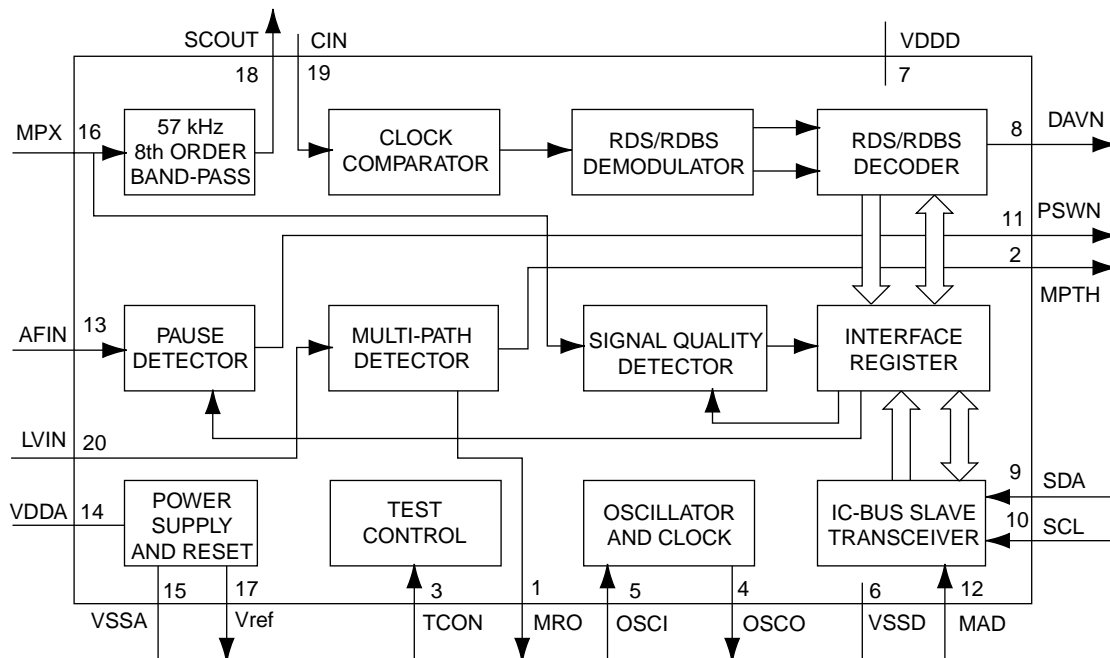 SCOUT
CIN
VDDD
18
19
7
MPX
16
57 kHz
8th ORDER
BAND-PASS
CLOCK
COMPARATOR
RDS/RDBS
DEMODULATOR
RDS/RDBS
DECODER
8
DAVN
11
PSWN
2
MPTH
AFIN
13
PAUSE
DETECTOR
MULTI-PATH
DETECTOR
SIGNAL QUALITY
DETECTOR
INTERFACE
REGISTER
LVIN
20
9
SDA
VDDA
14
POWER
SUPPLY
AND RESET
TEST
CONTROL
OSCILLATOR
AND CLOCK
IC-BUS SLAVE
TRANSCEIVER
10
SCL
15
17
3
1
5
4
6
12
VSSA
Vref
TCON
MRO
OSCI
OSCO
VSSD
MAD